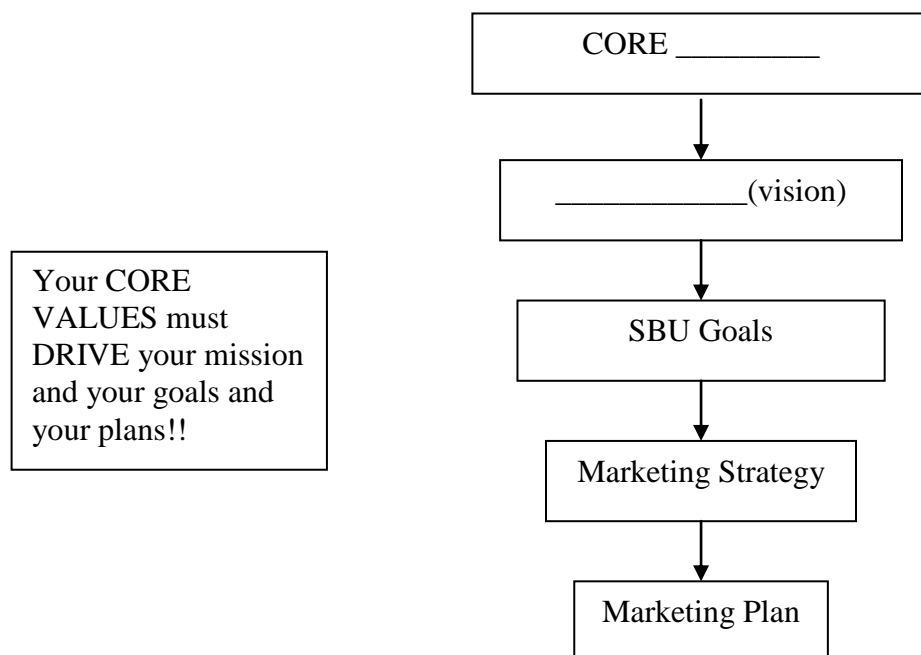 CORE _________
____________(vision)
Your CORE
VALUES must
DRIVE your mission
and your goals and
your plans!!
SBU Goals
Marketing Strategy
Marketing Plan